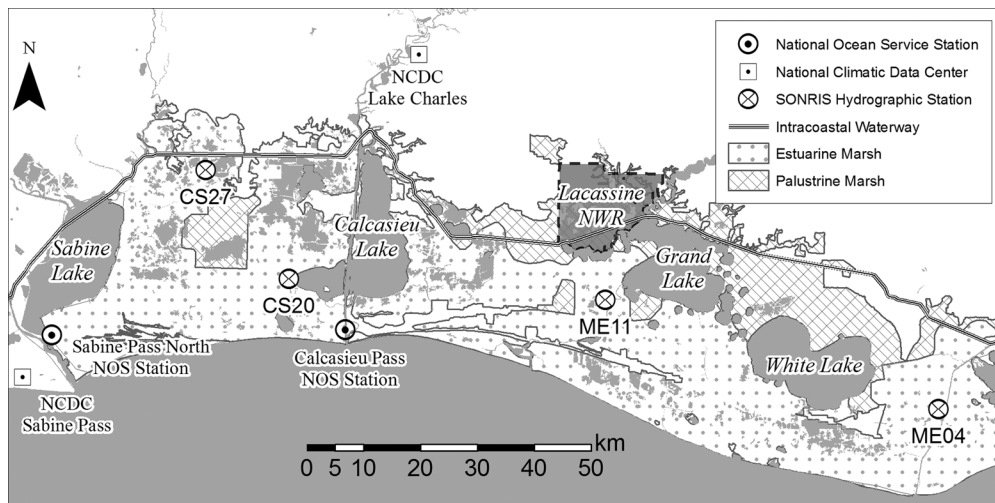 N
NCDC
Lake Charles
National Ocean Service Station
National Climatic Data Center
SONRIS Hydrographic Station
Intracoastal Waterway
Estuarine Marsh
Palustrine Marsh
CS27
Lacassine
NWR
Sabine
Lake
Calcasieu
Lake
Grand
Lake
CS20
ME11
Sabine Pass North
NOS Station
Calcasieu Pass
NOS Station
White Lake
NCDC
Sabine Pass
ME04
km
0 5 10 20 30 40 50